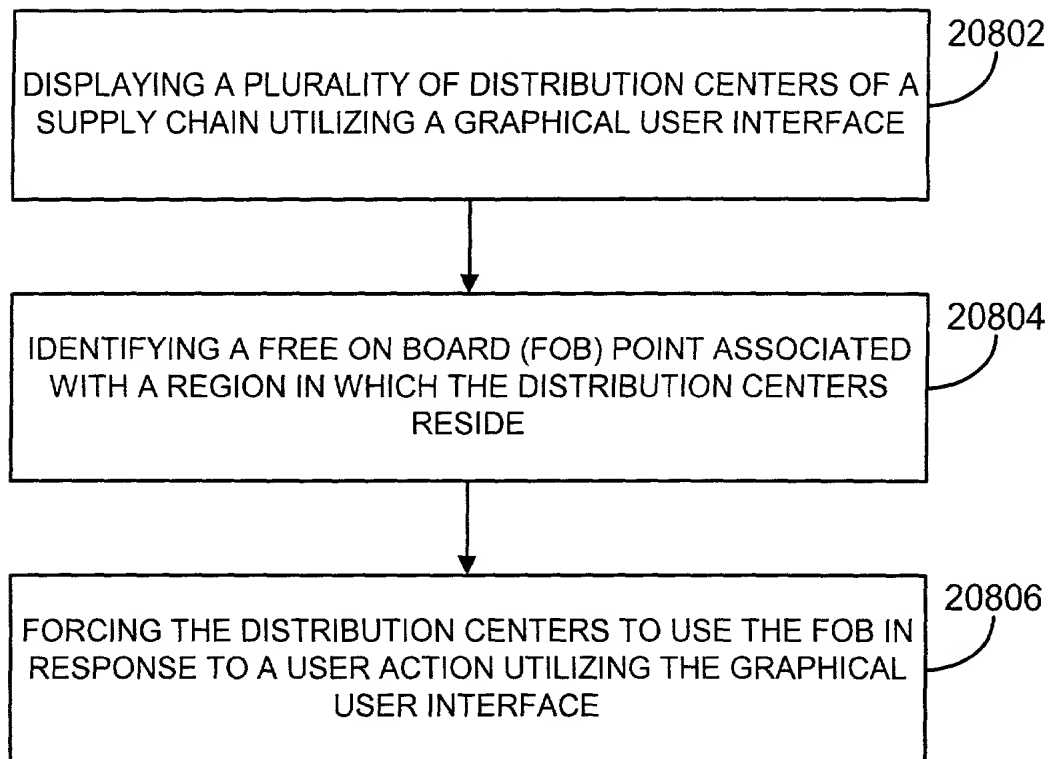 20802
DISPLAYING A PLURALITY OF DISTRIBUTION CENTERS OF A
SUPPLY CHAIN UTILIZING A GRAPHICAL USER INTERFACE
20804
IDENTIFYING A FREE ON BOARD (FOB) POINT ASSOCIATED
WITH A REGION IN WHICH THE DISTRIBUTION CENTERS
RESIDE
20806
FORCING THE DISTRIBUTION CENTERS TO USE THE FOB IN
RESPONSE TO A USER ACTION UTILIZING THE GRAPHICAL
USER INTERFACE